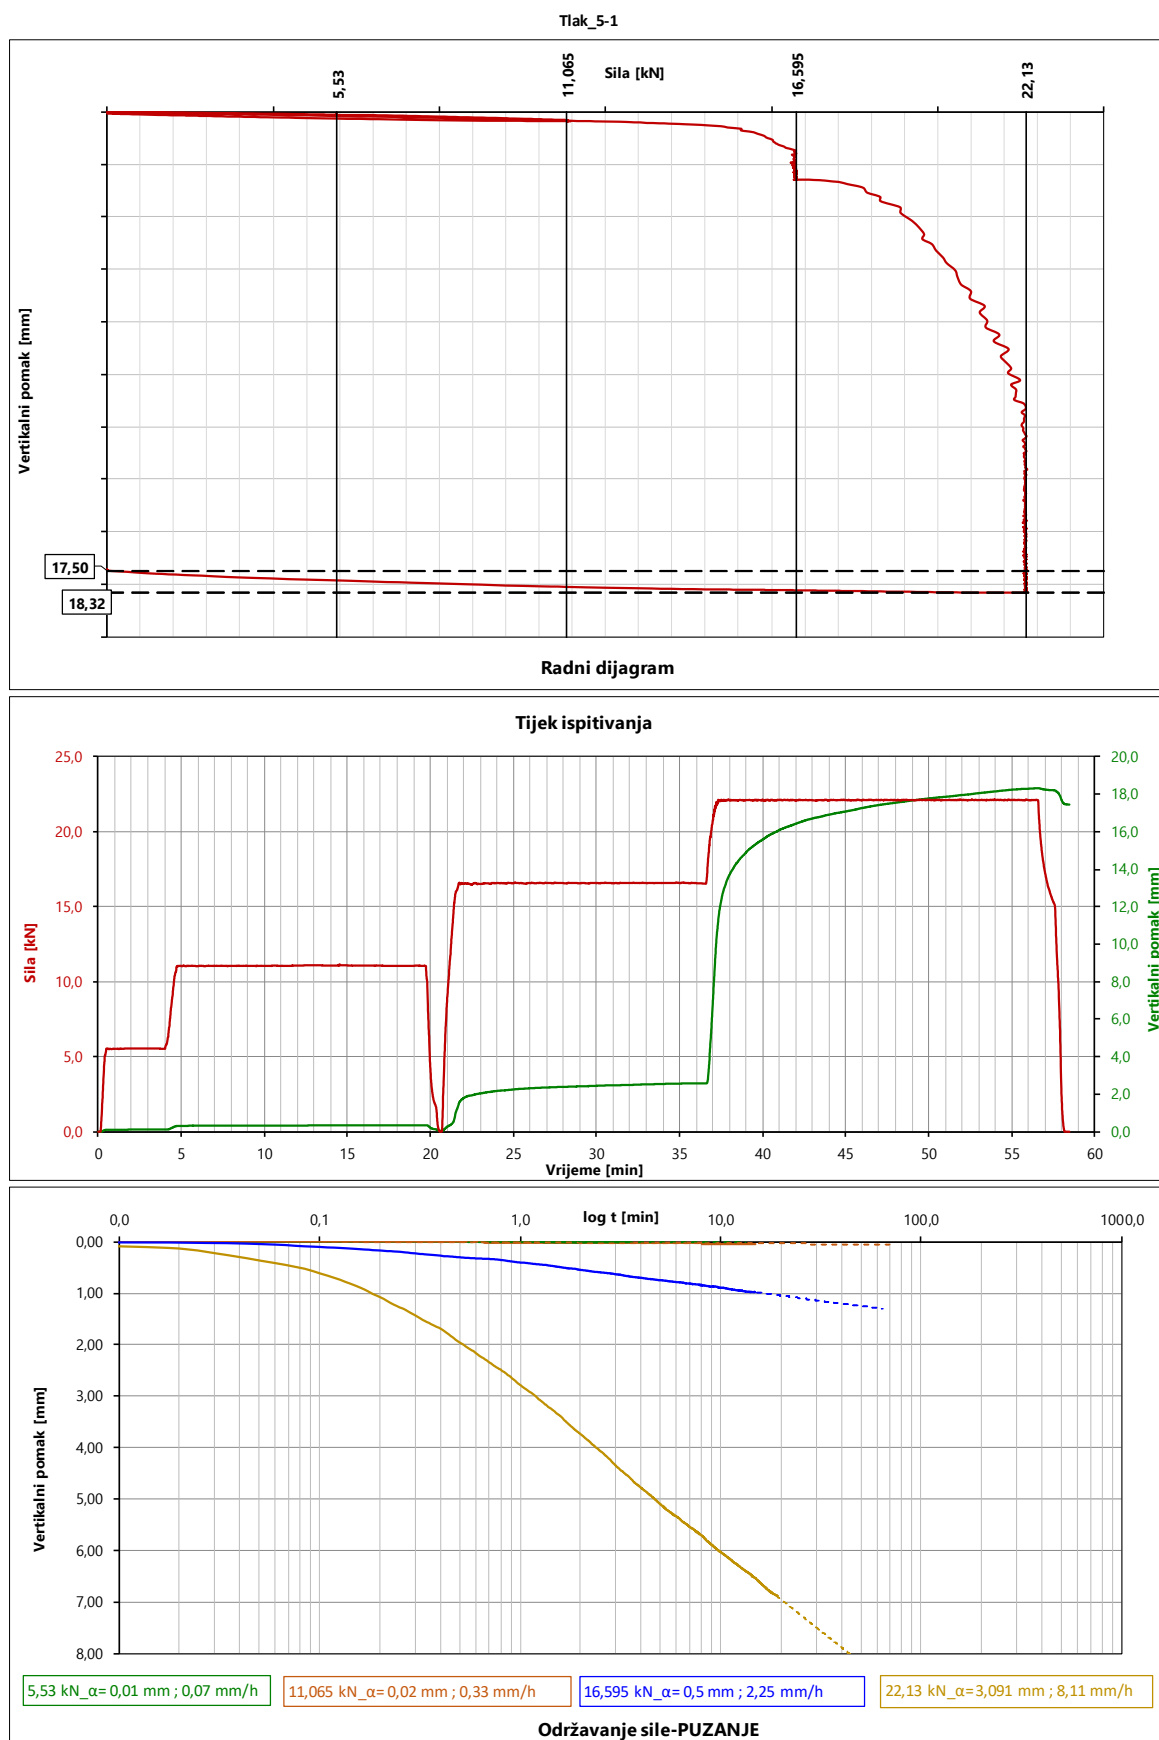 Tlak_5-1
Sila [kN]
5,53
11,065
16,595
22,13
Vertikalni pomak [mm]
17,50
18,32
Radni dijagram
Tijek ispitivanja
25,0
20,0
15,0
10,0
5,0
0,0
Sila [kN]
20,0
18,0
16,0
14,0
12,0
10,0
8,0
6,0
4,0
2,0
0,0
Vertikalni pomak [mm]
0 5 10 15 20 25 30 35 40 45 50 55 60
Vrijeme [min]
0,0 0,1 1,0 log t [min] 10,0 100,0 1000,0
0,00
1,00
2,00
3,00
4,00
5,00
6,00
7,00
8,00
Vertikalni pomak [mm]
5,53 kN_α= 0,01 mm ; 0,07 mm/h
11,065 kN_α= 0,02 mm ; 0,33 mm/h
16,595 kN_α= 0,5 mm ; 2,25 mm/h
22,13 kN_α=3,091 mm ; 8,11 mm/h
Održavanje sile-PUZANJE